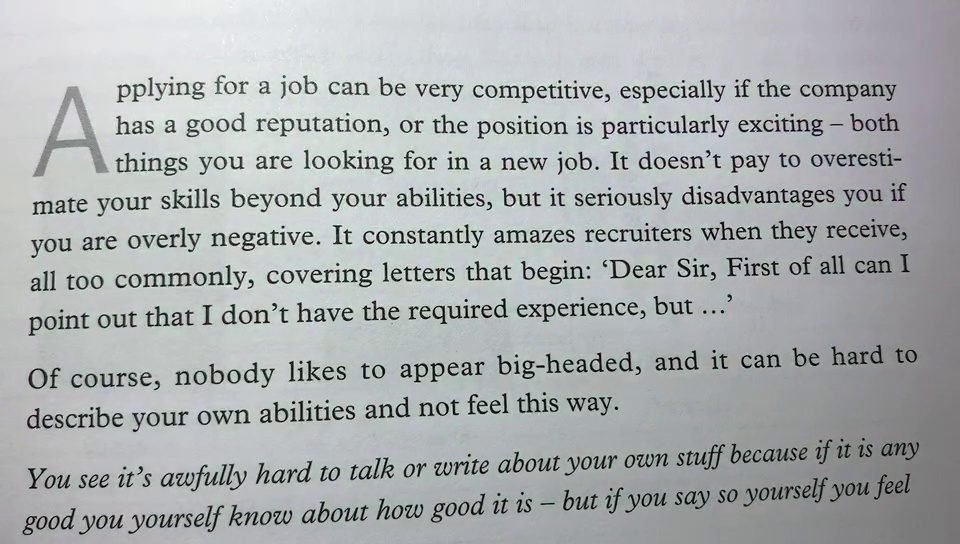 Applying for a job can be very competitive, especially if the company
has a good reputation, or the position is particularly exciting – both
things you are looking for in a new job. It doesn’t pay to overesti-
mate your skills beyond your abilities, but it seriously disadvantages you if
you are overly negative. It constantly amazes recruiters when they receive,
all too commonly, covering letters that begin: ‘Dear Sir, First of all can I
point out that I don’t have the required experience, but …’
Of course, nobody likes to appear big-headed, and it can be hard to
describe your own abilities and not feel this way.
You see it’s awfully hard to talk or write about your own stuff because if it is any
good you yourself know about how good it is – but if you say so yourself you feel